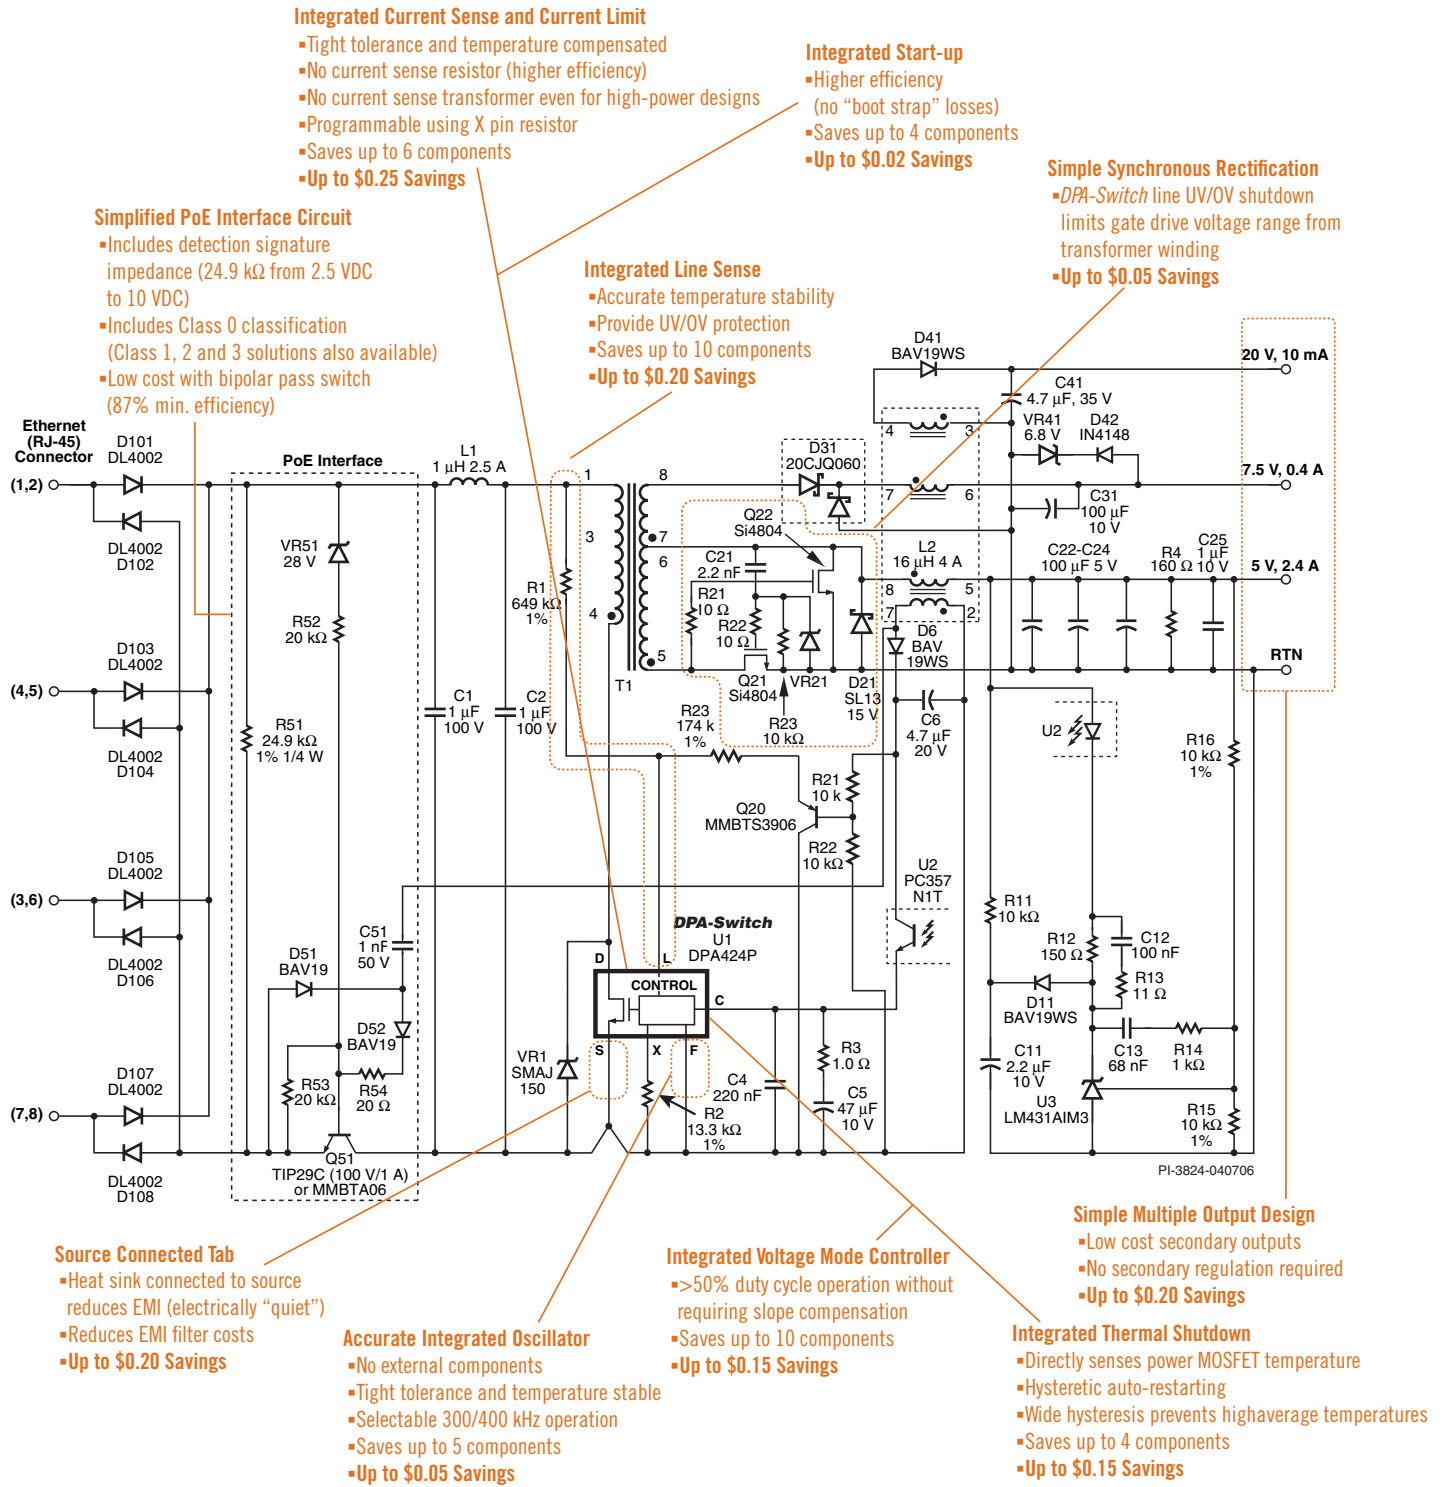 Integrated Current Sense and Current Limit
▪Tight tolerance and temperature compensated
▪No current sense resistor (higher efficiency)
▪No current sense transformer even for high-power designs
▪Programmable using X pin resistor
▪Saves up to 6 components
▪Up to $0.25 Savings
Integrated Start-up
▪Higher efficiency
(no “boot strap” losses)
▪Saves up to 4 components
▪Up to $0.02 Savings
Simple Synchronous Rectification
▪DPA-Switch line UV/OV shutdown
limits gate drive voltage range from
transformer winding
▪Up to $0.05 Savings
Simplified PoE Interface Circuit
▪Includes detection signature
impedance (24.9 kΩ from 2.5 VDC
to 10 VDC)
▪Includes Class 0 classification
(Class 1, 2 and 3 solutions also available)
▪Low cost with bipolar pass switch
(87% min. efficiency)
Integrated Line Sense
▪Accurate temperature stability
▪Provide UV/OV protection
▪Saves up to 10 components
▪Up to $0.20 Savings
Ethernet
(RJ-45)
Connector
(1,2)
D101
DL4002
DL4002
D102
(4,5)
D103
DL4002
DL4002
D104
(3,6)
D105
DL4002
DL4002
D106
(7,8)
D107
DL4002
DL4002
D108
PoE Interface
VR51
28 V
R52
20 kΩ
R51
24.9 kΩ
1% 1/4 W
C51
1 nF
50 V
D51
BAV19
D52
BAV19
R53
20 kΩ
R54
20 Ω
Q51
TIP29C (100 V/1 A)
or MMBTA06
L1
1 µH 2.5 A
C1
1 µF
100 V
C2
1 µF
100 V
R1
649 kΩ
1%
1
3
4
T1
8
7
6
5
D41
BAV19WS
D31
20CJQ060
Q22
Si4804
C21
2.2 nF
R21
10 Ω
R22
10 Ω
Q21
Si4804
VR21
R23
10 kΩ
D21
SL13
15 V
4
3
7
6
L2
16 µH 4 A
8
5
7
2
D6
BAV
19WS
C6
4.7 µF
20 V
C41
4.7 µF, 35 V
VR41
6.8 V
D42
IN4148
C31
100 µF
10 V
C22-C24
100 µF 5 V
R4
160 Ω
C25
1 µF
10 V
20 V, 10 mA
7.5 V, 0.4 A
5 V, 2.4 A
RTN
R23
174 k
1%
Q20
MMBTS3906
R21
10 k
R22
10 kΩ
U2
PC357
N1T
DPA-Switch
U1
DPA424P
D
L
CONTROL
C
S
X
F
VR1
SMAJ
150
R2
13.3 kΩ
1%
C4
220 nF
R3
1.0 Ω
C5
47 µF
10 V
U2
R16
10 kΩ
1%
R11
10 kΩ
R12
150 Ω
C12
100 nF
R13
11 Ω
D11
BAV19WS
C13
68 nF
R14
1 kΩ
C11
2.2 µF
10 V
U3
LM431AIM3
R15
10 kΩ
1%
PI-3824-040706
Source Connected Tab
▪Heat sink connected to source
reduces EMI (electrically “quiet”)
▪Reduces EMI filter costs
▪Up to $0.20 Savings
Accurate Integrated Oscillator
▪No external components
▪Tight tolerance and temperature stable
▪Selectable 300/400 kHz operation
▪Saves up to 5 components
▪Up to $0.05 Savings
Integrated Voltage Mode Controller
▪>50% duty cycle operation without
requiring slope compensation
▪Saves up to 10 components
▪Up to $0.15 Savings
Simple Multiple Output Design
▪Low cost secondary outputs
▪No secondary regulation required
▪Up to $0.20 Savings
Integrated Thermal Shutdown
▪Directly senses power MOSFET temperature
▪Hysteretic auto-restarting
▪Wide hysteresis prevents highaverage temperatures
▪Saves up to 4 components
▪Up to $0.15 Savings